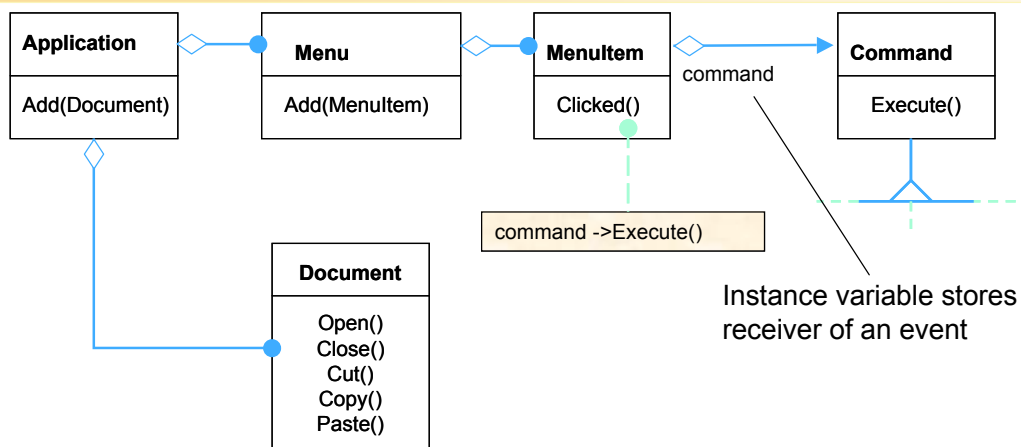 Application
Add(Document)
Menu
Add(MenuItem)
MenuItem
Clicked()
command
Command
Execute()
command ->Execute()
Document
Open()
Close()
Cut()
Copy()
Paste()
Instance variable stores
receiver of an event